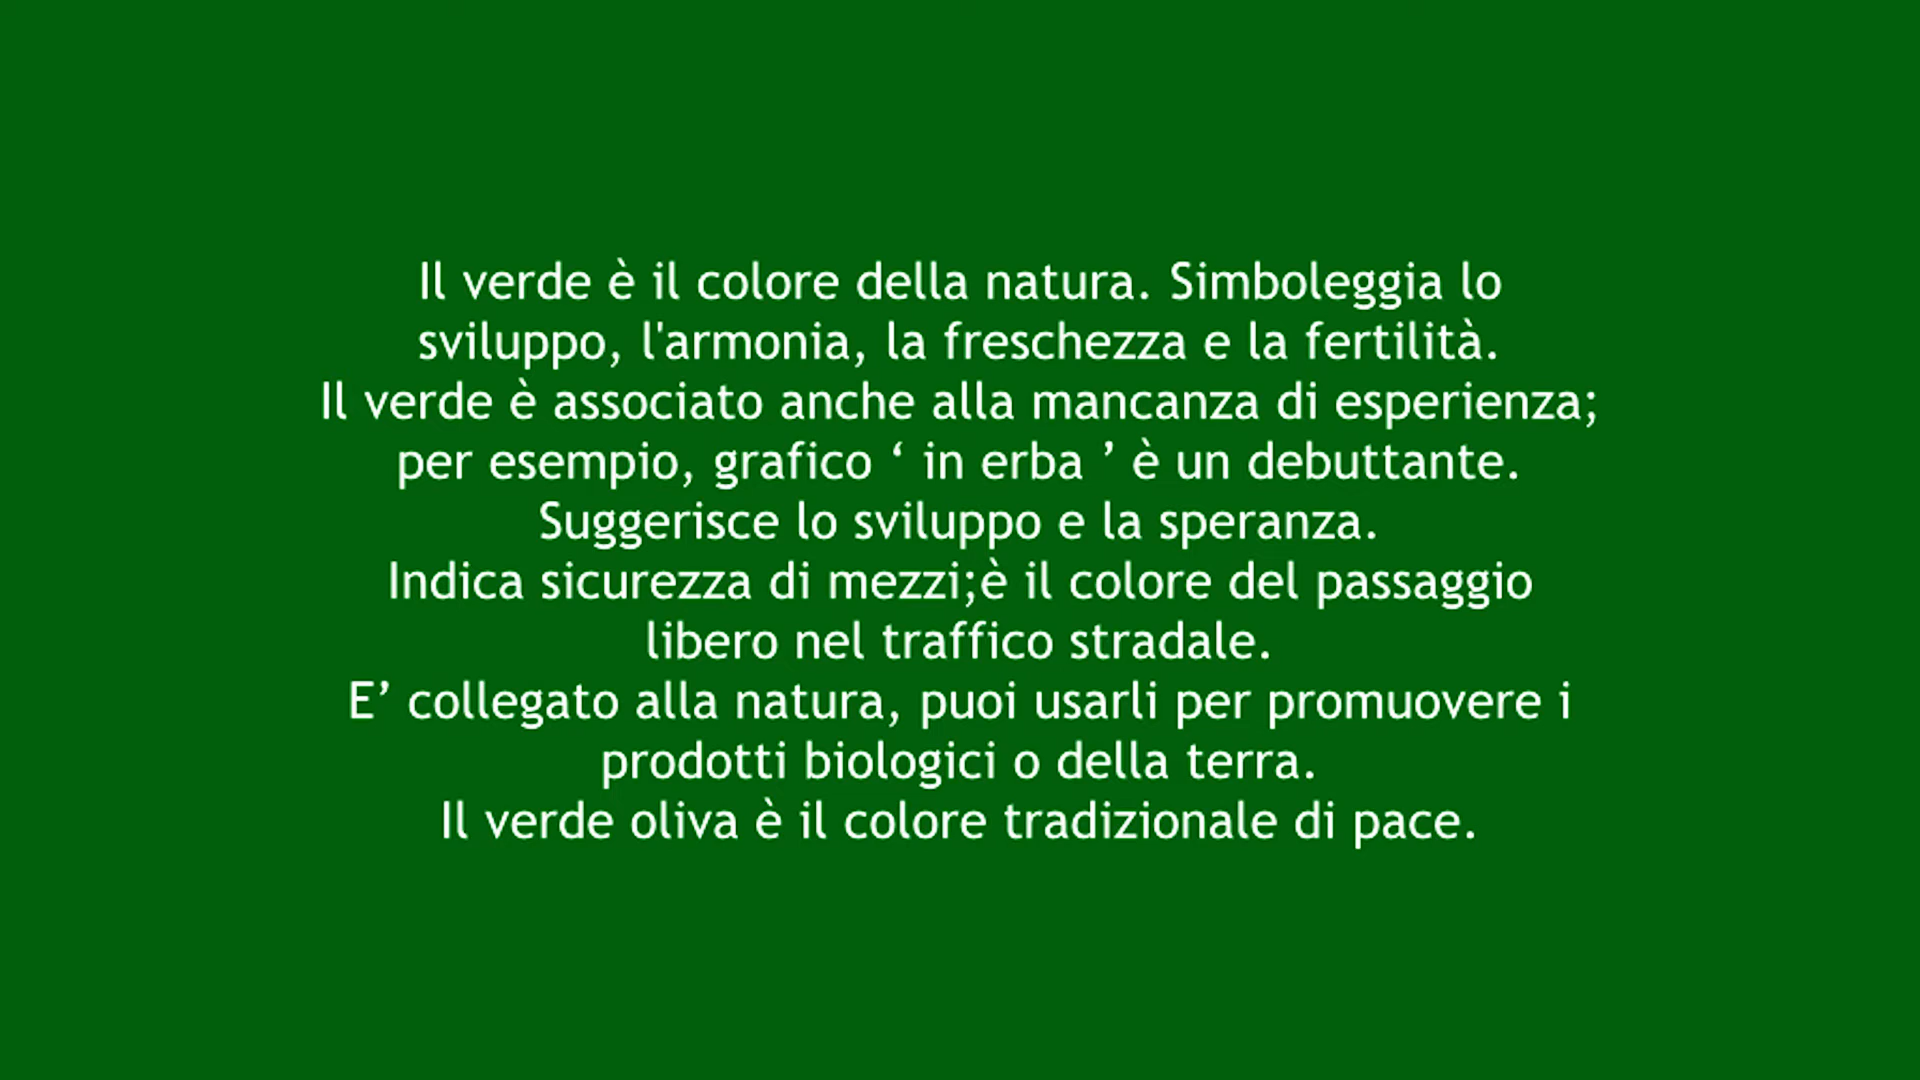 Il verde è il colore della natura. Simboleggia lo
sviluppo, l'armonia, la freschezza e la fertilità.
Il verde è associato anche alla mancanza di esperienza;
per esempio, grafico ‘ in erba ’ è un debuttante.
Suggerisce lo sviluppo e la speranza.
Indica sicurezza di mezzi;è il colore del passaggio
libero nel traffico stradale.
E’ collegato alla natura, puoi usarli per promuovere i
prodotti biologici o della terra.
Il verde oliva è il colore tradizionale di pace.